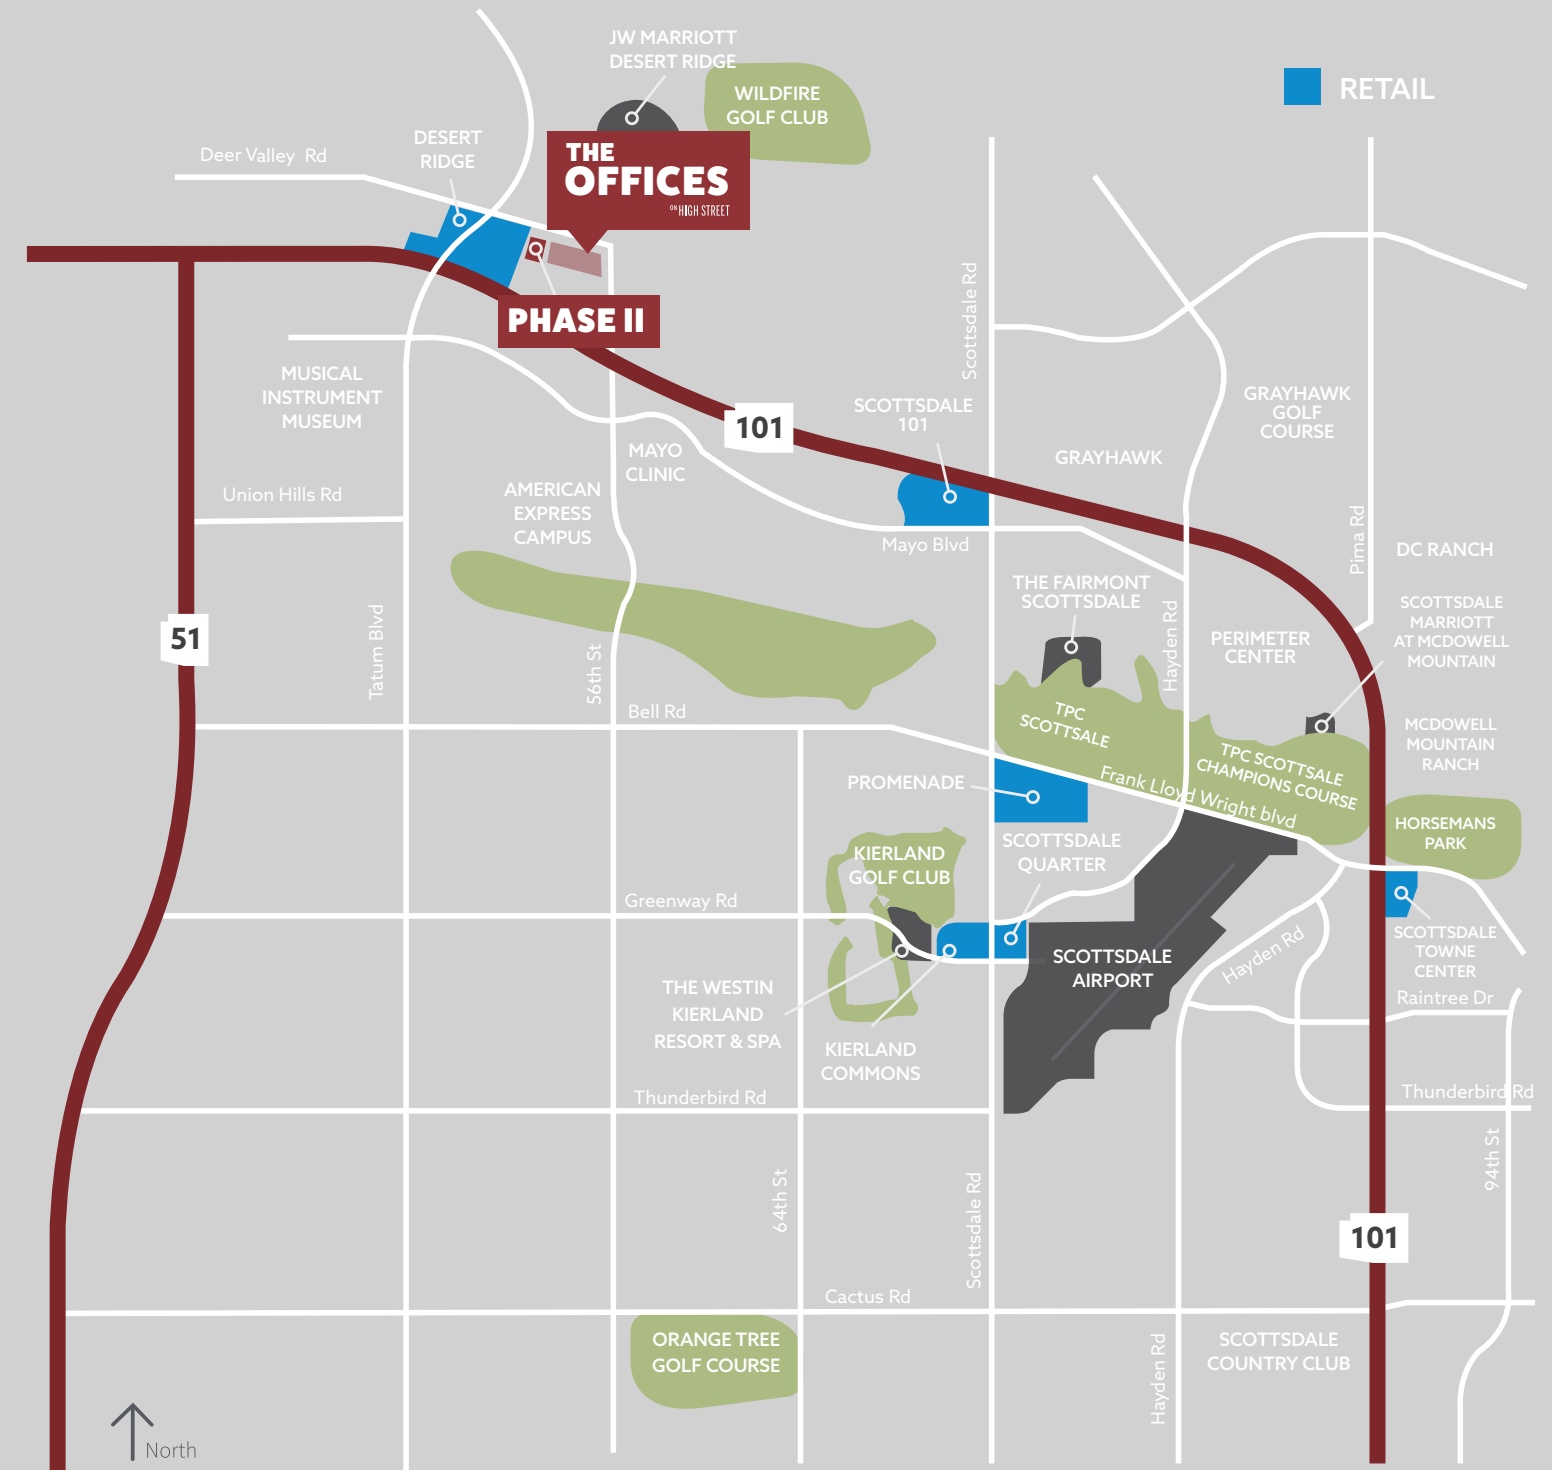 JW MARRIOTT
DESERT RIDGE
WILDFIRE
GOLF CLUB
RETAIL
DESERT
RIDGE
Deer Valley Rd
THE
OFFICES
ON HIGH STREET
PHASE II
Scottsdale Rd
MUSICAL
INSTRUMENT
MUSEUM
101
SCOTTSDALE
101
GRAYHAWK
GOLF
COURSE
GRAYHAWK
MAYO
CLINIC
AMERICAN
EXPRESS
CAMPUS
Union Hills Rd
Mayo Blvd
Pima Rd
DC RANCH
THE FAIRMONT
SCOTTSDALE
SCOTTSDALE
MARRIOTT
AT MCDOWELL
MOUNTAIN
51
Tatum Blvd
56th St
Hayden Rd
PERIMETER
CENTER
Bell Rd
TPC
SCOTTSALE
TPC SCOTTSALE
CHAMPIONS COURSE
MCDOWELL
MOUNTAIN
RANCH
PROMENADE
Frank Lloyd Wright blvd
HORSEMANS
PARK
SCOTTSDALE
QUARTER
KIERLAND
GOLF CLUB
Greenway Rd
SCOTTSDALE
AIRPORT
Hayden Rd
SCOTTSDALE
TOWNE
CENTER
Raintree Dr
THE WESTIN
KIERLAND
RESORT & SPA
KIERLAND
COMMONS
Thunderbird Rd
Thunderbird Rd
94th St
64th St
Scottsdale Rd
101
Cactus Rd
ORANGE TREE
GOLF COURSE
Hayden Rd
SCOTTSDALE
COUNTRY CLUB
North